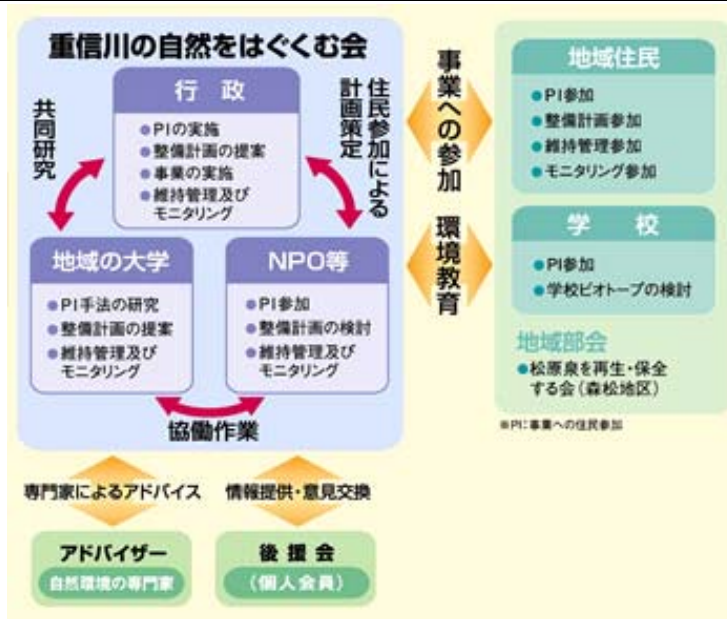 重信川の自然をはぐくむ会
行政
●PIの実施
●整備計画の提案
●事業の実施
●維持管理及び
モニタリング
共同研究
住民参加による
計画策定
地域の大学
●PI手法の研究
●整備計画の提案
●維持管理及び
モニタリング
NPO等
●PI参加
●整備計画の検討
●維持管理及び
モニタリング
協働作業
事業への参加
環境教育
地域住民
●PI参加
●整備計画参加
●維持管理参加
●モニタリング参加
学校
●PI参加
●学校ビオトープの検討
地域部会
●松原泉を再生・保全
する会(森松地区)
※PI:事業への住民参加
専門家によるアドバイス
情報提供・意見交換
アドバイザー
自然環境の専門家
後援会
(個人会員)